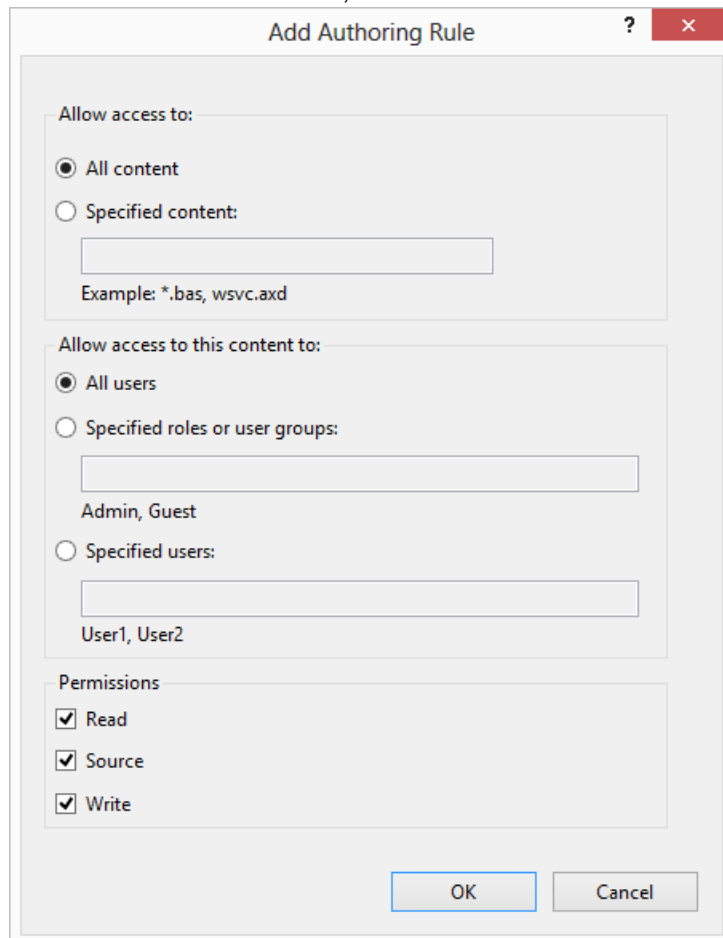 Add Authoring Rule
?
Allow access to:
All content
Specified content:
Example: *.bas, wsvc.axd
Allow access to this content to:
All users
Specified roles or user groups:
Admin, Guest
Specified users:
User1, User2
Permissions
Read
Source
Write
OK
Cancel